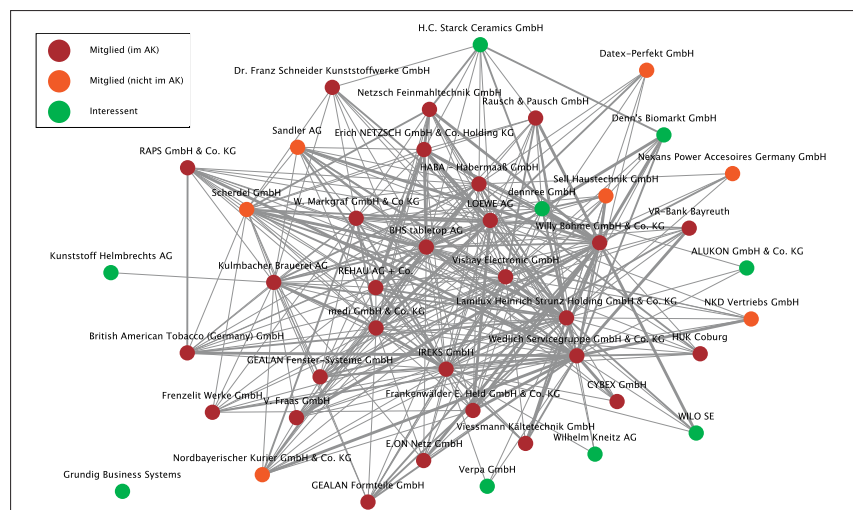 H.C. Starck Ceramics GmbH
Mitglied (im AK)
Datex-Perfekt GmbH
Dr. Franz Schneider Kunststoffwerke GmbH
Mitglied (nicht im AK)
Netzsch Feinmahltechnik GmbH
Rausch & Pausch GmbH
Interessent
Denn's Biomarkt GmbH
Sandler AG
Erich NETZSCH GmbH & Co. Holding KG
RAPS GmbH & Co. KG
Nexans Power Accesoires Germany GmbH
HABA - Habermaaß GmbH
Scherdel GmbH
dennree GmbH
Sell Haustechnik GmbH
W. Markgraf GmbH & Co KG
LOEWE AG
VR-Bank Bayreuth
BHS tabletop AG
Willy Böhme GmbH & Co. KG
Kunststoff Helmbrechts AG
ALUKON GmbH & Co. KG
Kulmbacher Brauerei AG
Vishay Electronic GmbH
REHAU AG + Co.
Lamilux Heinrich Strunz Holding GmbH & Co. KG
NKD Vertriebs GmbH
medi GmbH & Co. KG
British American Tobacco (Germany) GmbH
Wedlich Servicegruppe GmbH & Co. KG
HUK Coburg
IREKS GmbH
GEALAN Fenster-Systeme GmbH
CYBEX GmbH
Frenzelit Werke GmbH
V. Fraas GmbH
Frankenwälder E. Held GmbH & Co. KG
WILO SE
Viessmann Kältetechnik GmbH
Wilhelm Kneitz AG
E.ON Netz GmbH
Nordbayerischer Kurier GmbH & Co. KG
Verpa GmbH
Grundig Business Systems
GEALAN Formteile GmbH